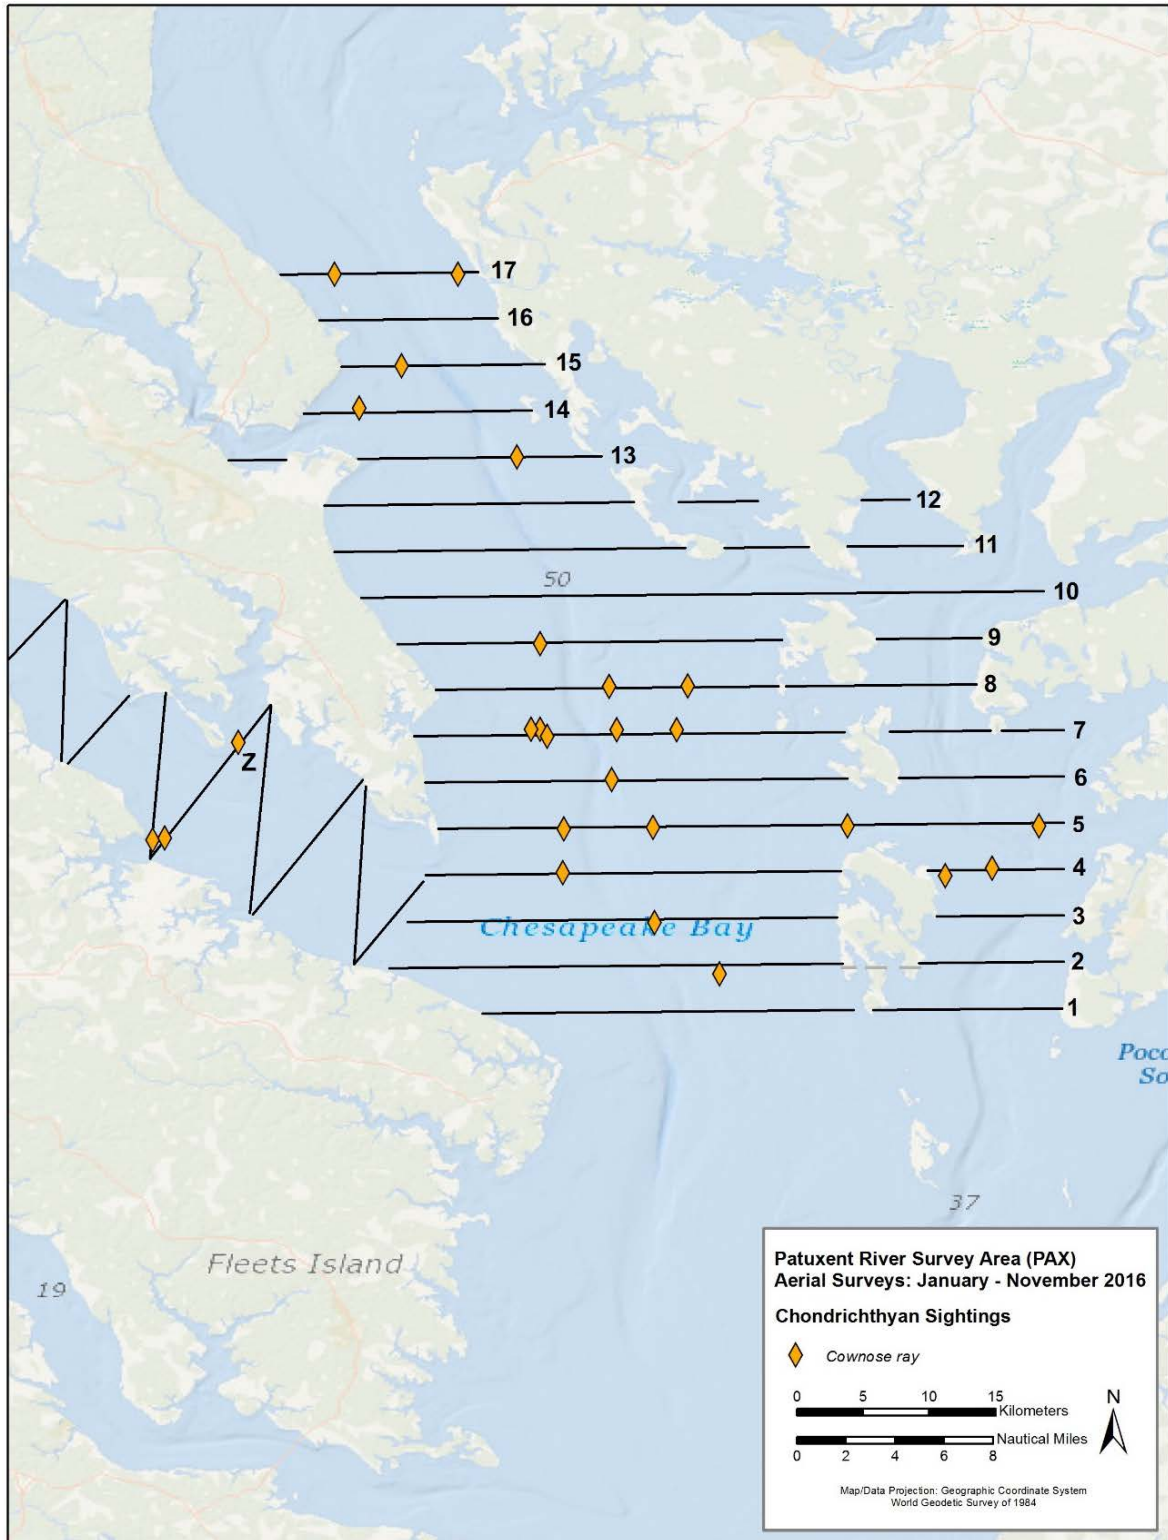 17
16
15
14
13
12
11
50
10
9
8
7
Z
6
5
4
3
Chesapeake Bay
2
1
Poco
So
37
Fleets Island
19
Patuxent River Survey Area (PAX)
Aerial Surveys: January - November 2016
Chondrichthyan Sightings
Cownose ray
0 5 10 15
Kilometers
N
Nautical Miles
0 2 4 6 8
Map/Data Projection: Geographic Coordinate System
World Geodetic Survey of 1984